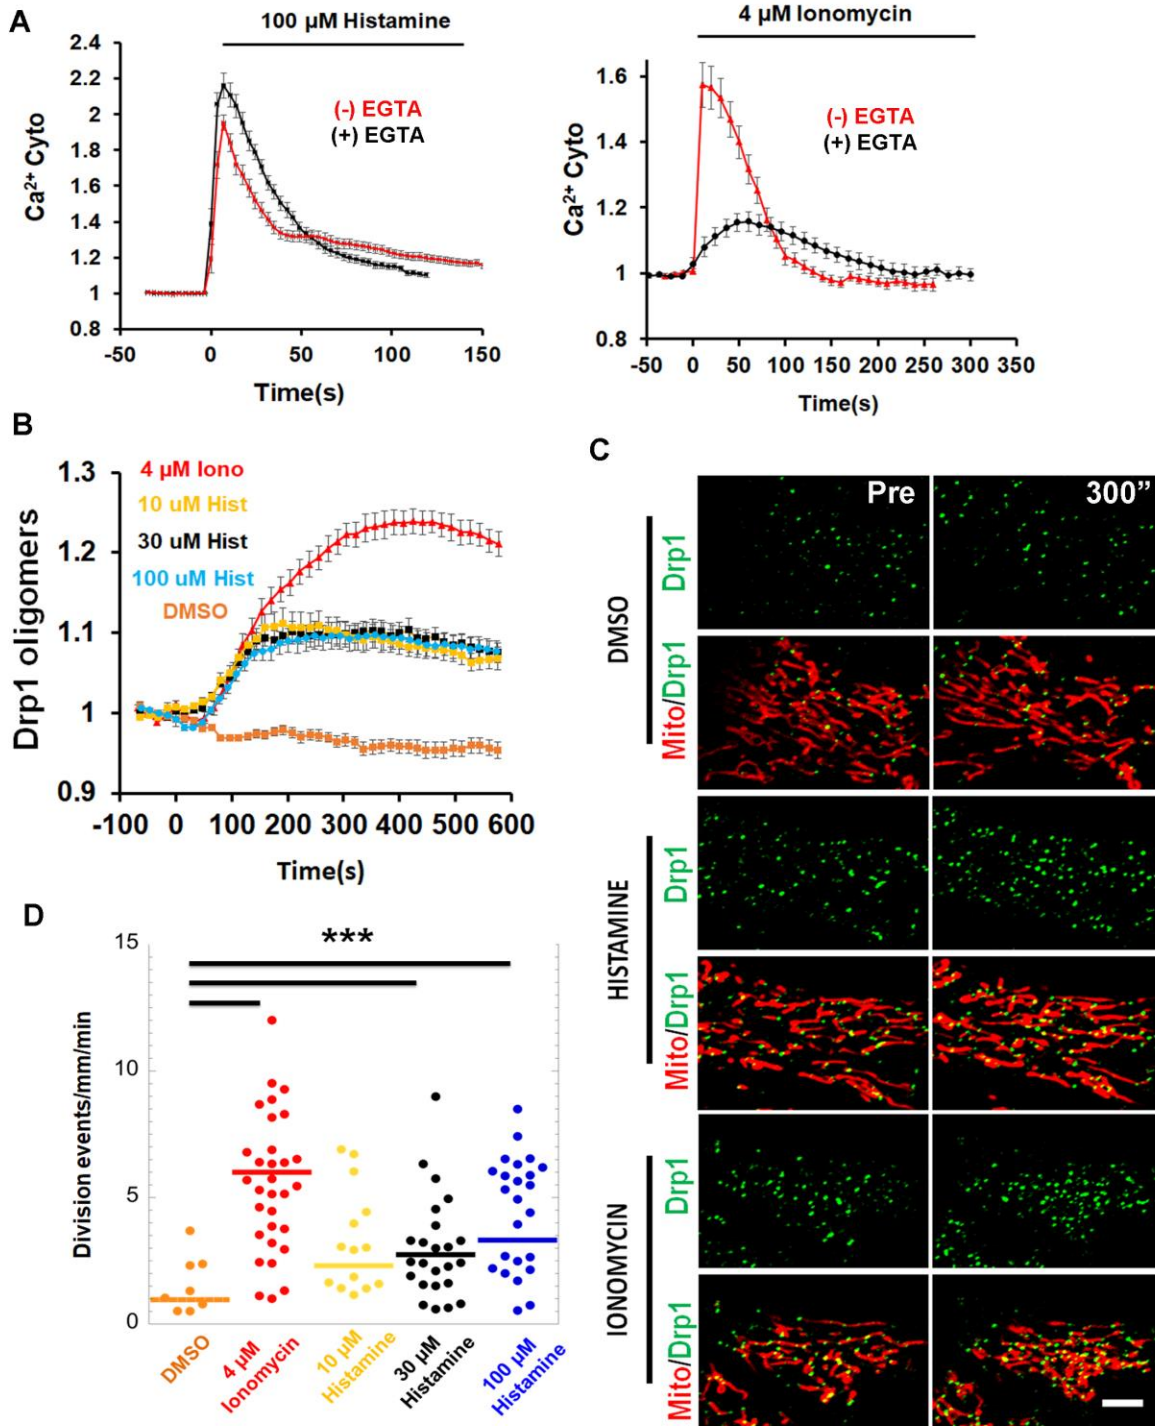 A
100 µM Histamine
2.4
2.2
2
1.8
1.6
1.4
1.2
1
0.8
Ca²⁺ Cyto
(-) EGTA
(+) EGTA
-50
0
50
100
150
Time(s)
4 µM Ionomycin
1.6
1.4
1.2
1
0.8
Ca²⁺ Cyto
(-) EGTA
(+) EGTA
-50
0
50
100
150
200
250
300
350
Time(s)
B
1.3
1.2
1.1
1
0.9
Drp1 oligomers
4 µM Iono
10 uM Hist
30 uM Hist
100 uM Hist
DMSO
-100
0
100
200
300
400
500
600
Time(s)
C
Pre
300”
DMSO
Drp1
Mito/Drp1
HISTAMINE
Drp1
Mito/Drp1
IONOMYCIN
Drp1
Mito/Drp1
D
***
15
10
5
0
Division events/mm/min
DMSO
4 µM
Ionomycin
10 µM
Histamine
30 µM
Histamine
100 µM
Histamine